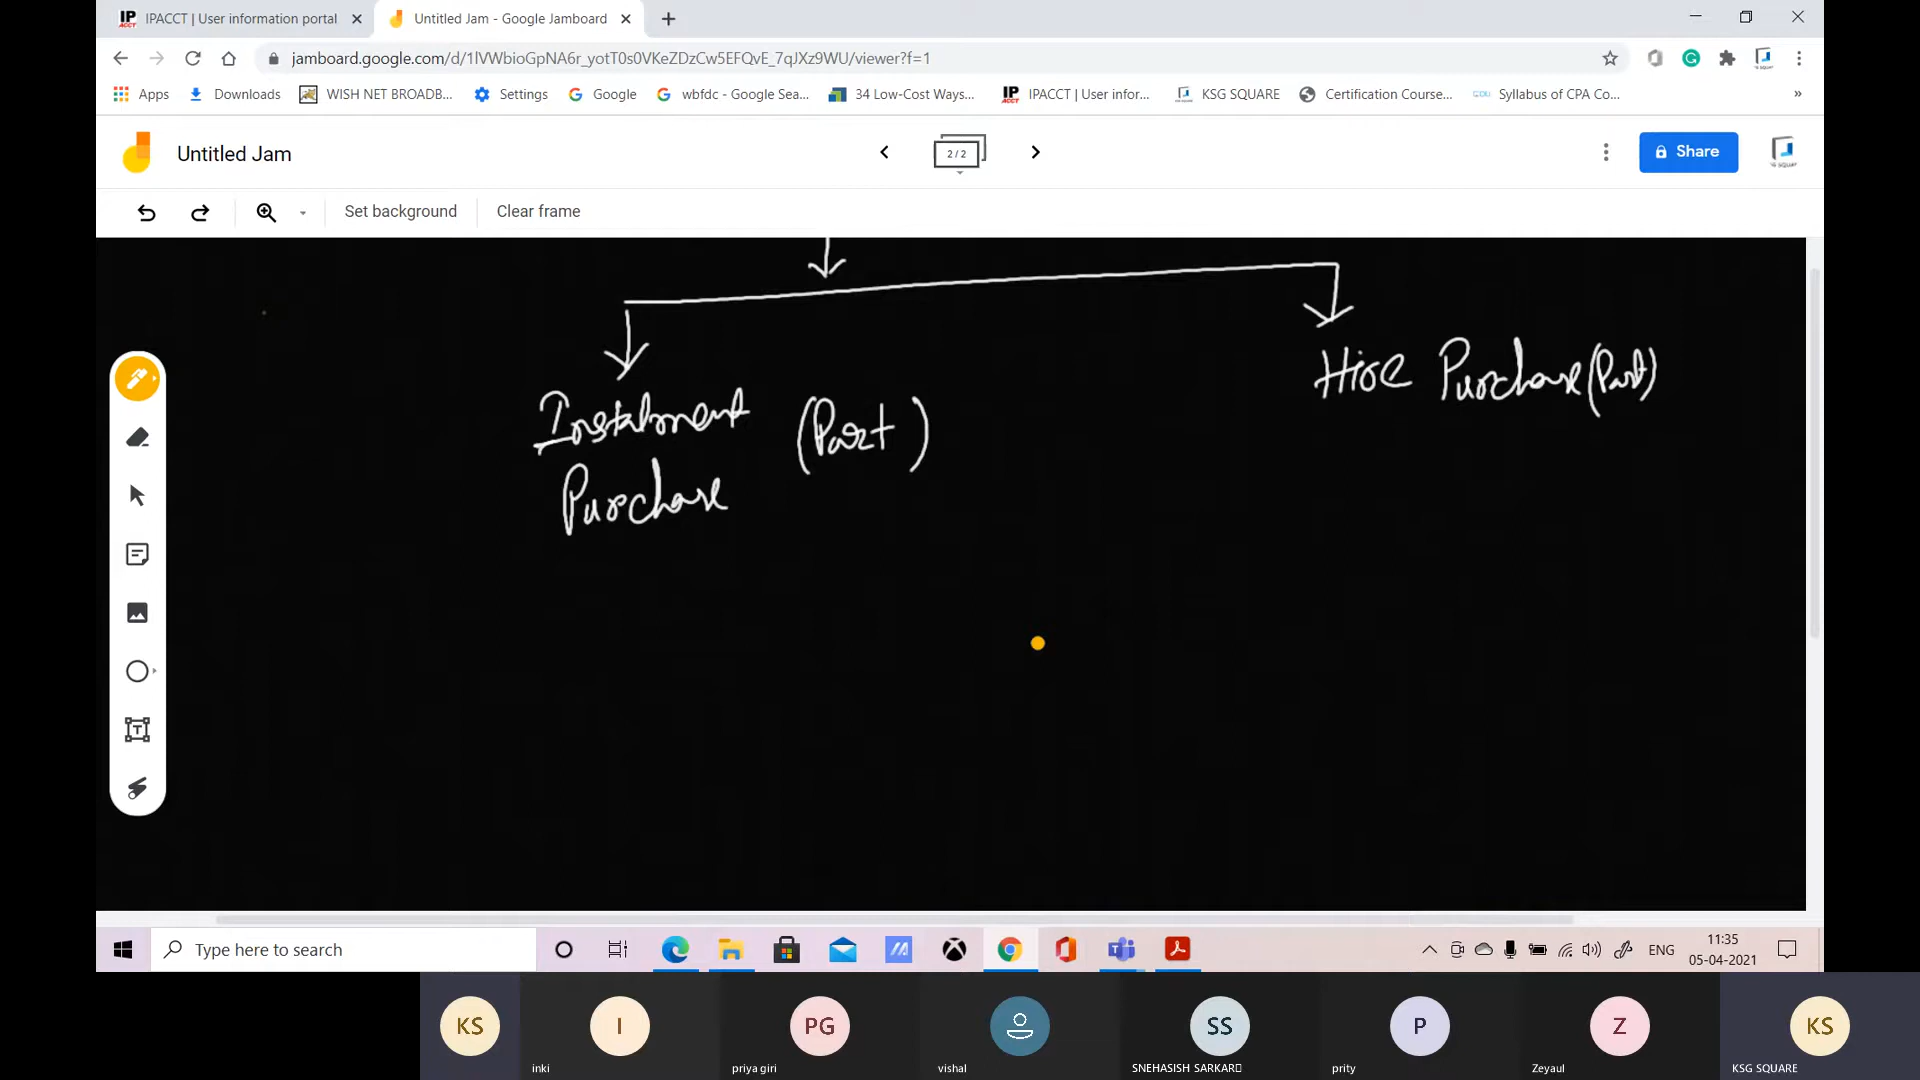 IPACCT | User information portal
Untitled Jam - Google Jamboard
jamboard.google.com/d/1lVWbioGpNA6r_yotT0s0VKeZDzCw5EFQvE_7qJXz9WU/viewer?f=1
Apps Downloads WISH NET BROADB... Settings Google wbfdc - Google Sea... 34 Low-Cost Ways... IPACCT | User infor... KSG SQUARE Certification Course... Syllabus of CPA Co... »
Untitled Jam
2 / 2
Share
Set background Clear frame
Hire Purchase (Part)
Instalment (Part)
Purchase
Type here to search
ENG
11:35
05-04-2021
KS I PG SS P Z KS
inki priya giri vishal SNEHASISH SARKAR prity Zeyaul KSG SQUARE